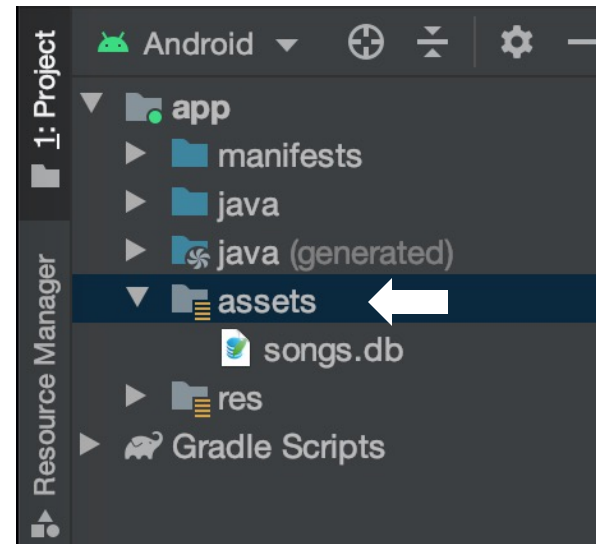 1: Project
Resource Manager
Android
app
manifests
java
java (generated)
assets
songs.db
res
Gradle Scripts